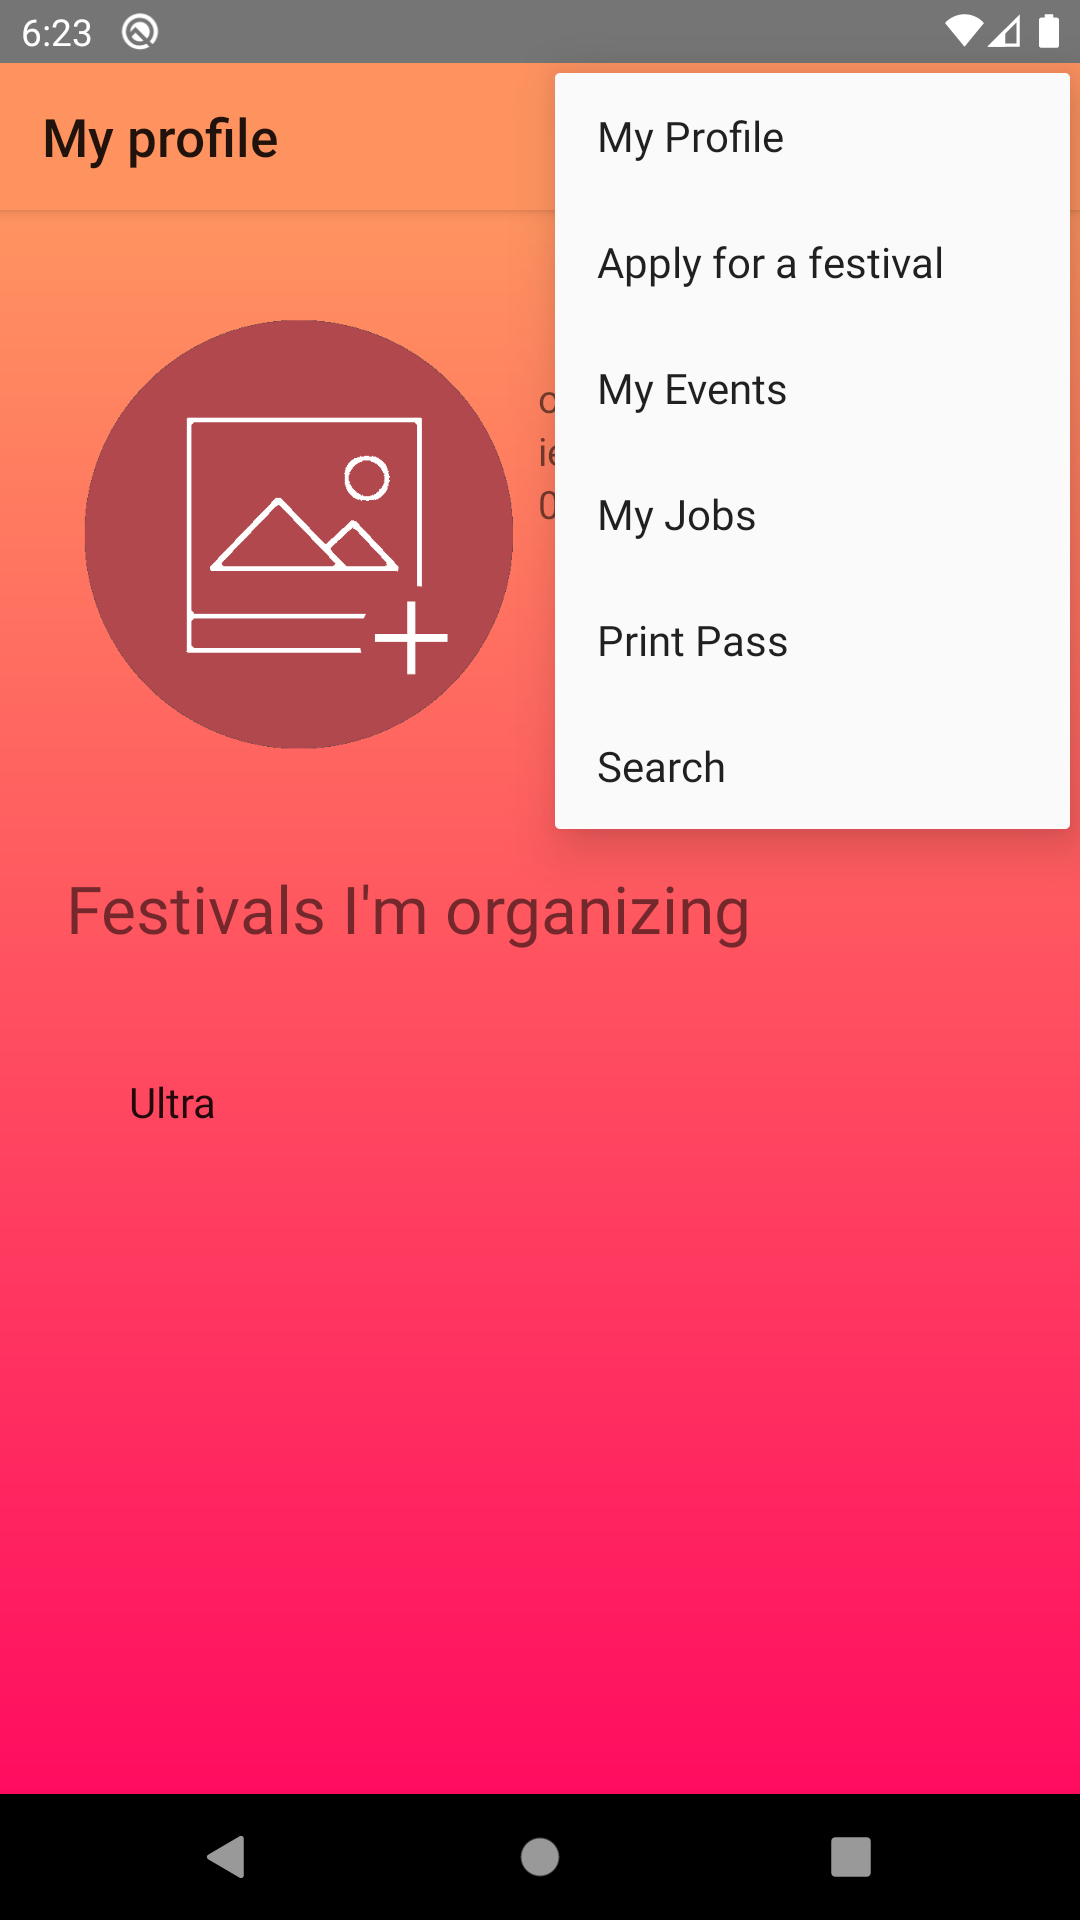 6:23
My profile
My Profile
Apply for a festival
My Events
My Jobs
Print Pass
Search
Festivals I'm organizing
Ultra